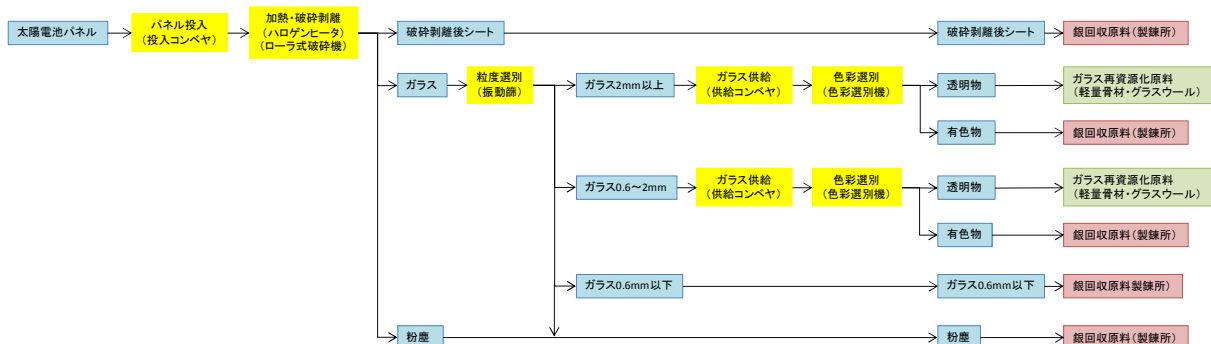 太陽電池パネル
パネル投入
(投入コンベヤ)
加熱・破砕剥離
(ハロゲンヒータ)
(ローラ式破砕機)
破砕剥離後シート
破砕剥離後シート
銀回収原料(製錬所)
ガラス
粒度選別
(振動篩)
ガラス2mm以上
ガラス供給
(供給コンベヤ)
色彩選別
(色彩選別機)
透明物
ガラス再資源化原料
(軽量骨材・グラスウール)
有色物
銀回収原料(製錬所)
ガラス0.6~2mm
ガラス供給
(供給コンベヤ)
色彩選別
(色彩選別機)
透明物
ガラス再資源化原料
(軽量骨材・グラスウール)
有色物
銀回収原料(製錬所)
ガラス0.6mm以下
ガラス0.6mm以下
銀回収原料製錬所)
粉塵
粉塵
銀回収原料(製錬所)